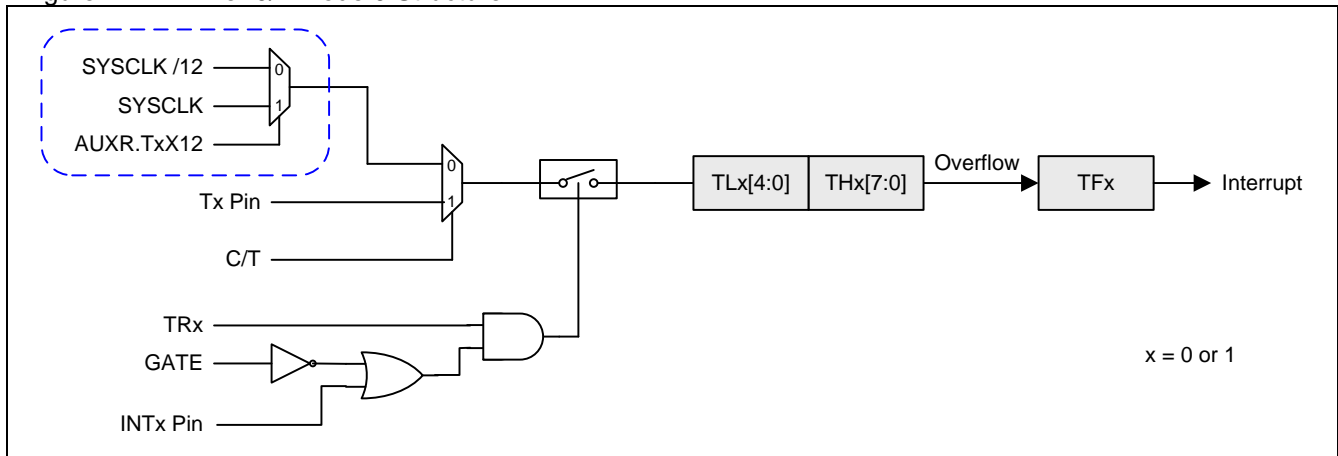 SYSCLK /12
0
SYSCLK
1
AUXR.TxX12
0
Tx Pin
1
C/T
TLx[4:0]
THx[7:0]
Overflow
TFx
Interrupt
TRx
GATE
INTx Pin
x = 0 or 1